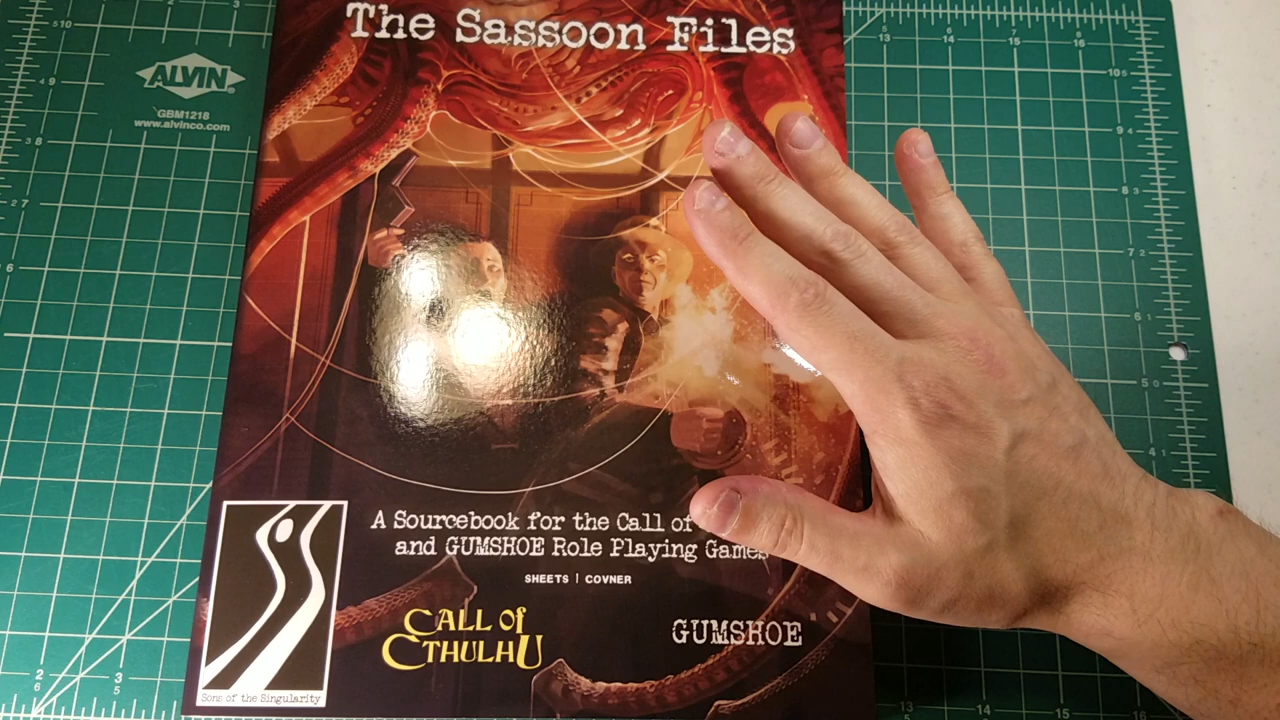 The Sassoon Files
ALVIN
GBM1218
www.alvinco.com
A Sourcebook for the Call of
and GUMSHOE Role Playing Games
SHEETS | COVNER
CALL of
CTHULHU
GUMSHOE
Sons of the Singularity